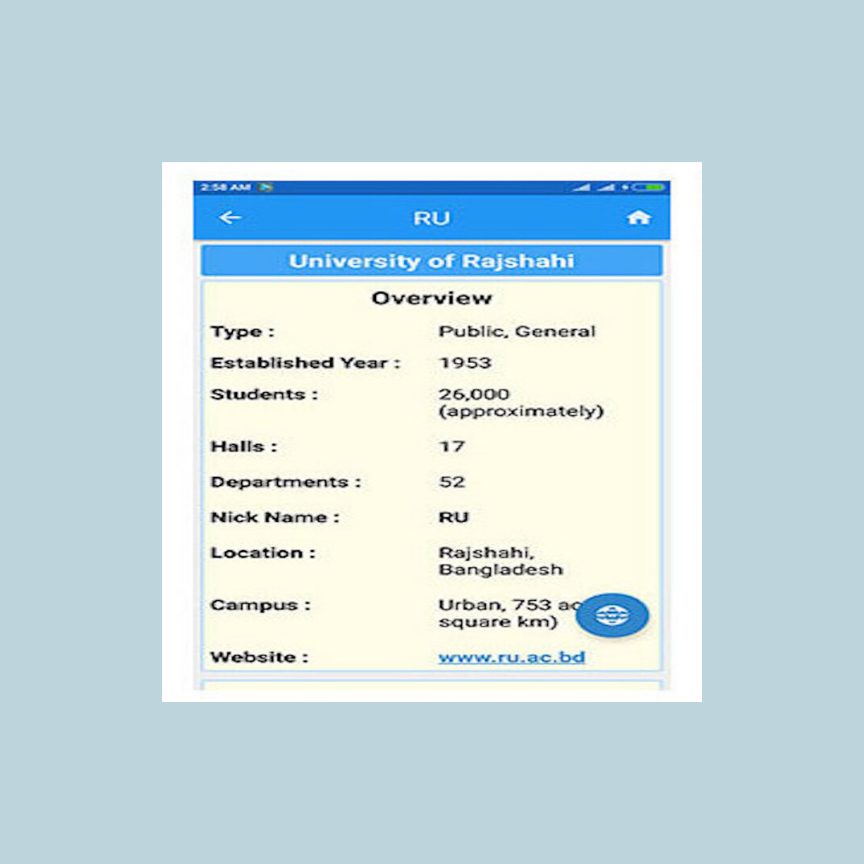 2:58 AM
RU
University of Rajshahi
Overview
Type : Public, General
Established Year : 1953
Students : 26,000
(approximately)
Halls : 17
Departments : 52
Nick Name : RU
Location : Rajshahi,
Bangladesh
Campus : Urban, 753
square km)
Website : www.ru.ac.bd